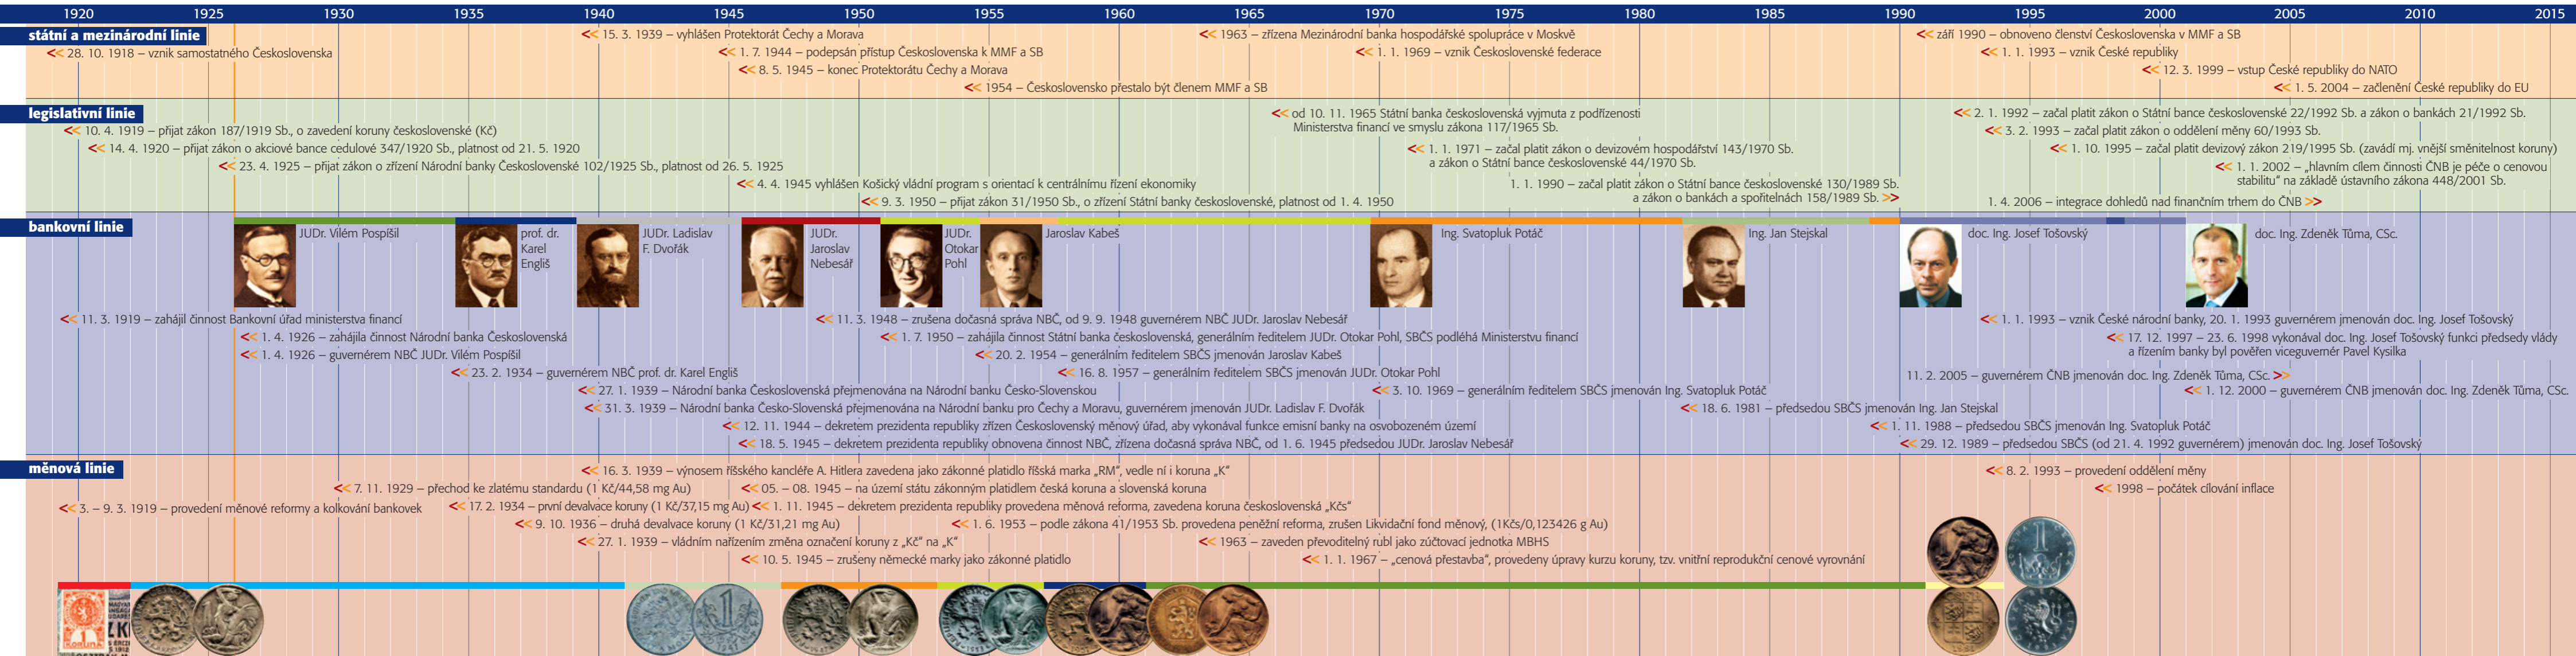 1920 1925 1930 1935 1940 1945 1950 1955 1960 1965 1970 1975 1980 1985 1990 1995 2000 2005 2010 2015
státní a mezinárodní linie
<< 28. 10. 1918 – vznik samostatného Československa
<< 15. 3. 1939 – vyhlášen Protektorát Čechy a Morava
<< 1. 7. 1944 – podepsán přístup Československa k MMF a SB
<< 8. 5. 1945 – konec Protektorátu Čechy a Morava
<< 1954 – Československo přestalo být členem MMF a SB
<< 1963 – zřízena Mezinárodní banka hospodářské spolupráce v Moskvě
<< 1. 1. 1969 – vznik Československé federace
<< září 1990 – obnoveno členství Československa v MMF a SB
<< 1. 1. 1993 – vznik České republiky
<< 12. 3. 1999 – vstup České republiky do NATO
<< 1. 5. 2004 – začlenění České republiky do EU
legislativní linie
<< 10. 4. 1919 – přijat zákon 187/1919 Sb., o zavedení koruny československé (Kč)
<< 14. 4. 1920 – přijat zákon o akciové bance cedulové 347/1920 Sb., platnost od 21. 5. 1920
<< 23. 4. 1925 – přijat zákon o zřízení Národní banky Československé 102/1925 Sb., platnost od 26. 5. 1925
<< 4. 4. 1945 vyhlášen Košický vládní program s orientací k centrálnímu řízení ekonomiky
<< 9. 3. 1950 – přijat zákon 31/1950 Sb., o zřízení Státní banky československé, platnost od 1. 4. 1950
<< od 10. 11. 1965 Státní banka československá vyjmuta z podřízenosti
Ministerstva financí ve smyslu zákona 117/1965 Sb.
<< 1. 1. 1971 – začal platit zákon o devizovém hospodářství 143/1970 Sb.
a zákon o Státní bance československé 44/1970 Sb.
1. 1. 1990 – začal platit zákon o Státní bance československé 130/1989 Sb.
a zákon o bankách a spořitelnách 158/1989 Sb. >>
<< 2. 1. 1992 – začal platit zákon o Státní bance československé 22/1992 Sb. a zákon o bankách 21/1992 Sb.
<< 3. 2. 1993 – začal platit zákon o oddělení měny 60/1993 Sb.
<< 1. 10. 1995 – začal platit devizový zákon 219/1995 Sb. (zavádí mj. vnější směnitelnost koruny)
<< 1. 1. 2002 – „hlavním cílem činnosti ČNB je péče o cenovou
stabilitu“ na základě ústavního zákona 448/2001 Sb.
1. 4. 2006 – integrace dohledů nad finančním trhem do ČNB >>
bankovní linie
JUDr. Vilém Pospíšil
prof. dr.
Karel
Engliš
JUDr. Ladislav
F. Dvořák
JUDr.
Jaroslav
Nebesář
JUDr.
Otokar
Pohl
Jaroslav Kabeš
Ing. Svatopluk Potáč
Ing. Jan Stejskal
doc. Ing. Josef Tošovský
doc. Ing. Zdeněk Tůma, CSc.
<< 11. 3. 1919 – zahájil činnost Bankovní úřad ministerstva financí
<< 1. 4. 1926 – zahájila činnost Národní banka Československá
<< 1. 4. 1926 – guvernérem NBČ JUDr. Vilém Pospíšil
<< 23. 2. 1934 – guvernérem NBČ prof. dr. Karel Engliš
<< 27. 1. 1939 – Národní banka Československá přejmenována na Národní banku Česko-Slovenskou
<< 31. 3. 1939 – Národní banka Česko-Slovenská přejmenována na Národní banku pro Čechy a Moravu, guvernérem jmenován JUDr. Ladislav F. Dvořák
<< 12. 11. 1944 – dekretem prezidenta republiky zřízen Československý měnový úřad, aby vykonával funkce emisní banky na osvobozeném území
<< 18. 5. 1945 – dekretem prezidenta republiky obnovena činnost NBČ, zřízena dočasná správa NBČ, od 1. 6. 1945 předsedou JUDr. Jaroslav Nebesář
<< 11. 3. 1948 – zrušena dočasná správa NBČ, od 9. 9. 1948 guvernérem NBČ JUDr. Jaroslav Nebesář
<< 1. 7. 1950 – zahájila činnost Státní banka československá, generálním ředitelem JUDr. Otokar Pohl, SBČS podléhá Ministerstvu financí
<< 20. 2. 1954 – generálním ředitelem SBČS jmenován Jaroslav Kabeš
<< 16. 8. 1957 – generálním ředitelem SBČS jmenován JUDr. Otokar Pohl
<< 3. 10. 1969 – generálním ředitelem SBČS jmenován Ing. Svatopluk Potáč
<< 18. 6. 1981 – předsedou SBČS jmenován Ing. Jan Stejskal
<< 1. 11. 1988 – předsedou SBČS jmenován Ing. Svatopluk Potáč
<< 29. 12. 1989 – předsedou SBČS (od 21. 4. 1992 guvernérem) jmenován doc. Ing. Josef Tošovský
<< 1. 1. 1993 – vznik České národní banky, 20. 1. 1993 guvernérem jmenován doc. Ing. Josef Tošovský
<< 17. 12. 1997 – 23. 6. 1998 vykonával doc. Ing. Josef Tošovský funkci předsedy vlády
a řízením banky byl pověřen viceguvernér Pavel Kysilka
11. 2. 2005 – guvernérem ČNB jmenován doc. Ing. Zdeněk Tůma, CSc. >>
<< 1. 12. 2000 – guvernérem ČNB jmenován doc. Ing. Zdeněk Tůma, CSc.
měnová linie
<< 3. – 9. 3. 1919 – provedení měnové reformy a kolkování bankovek
<< 7. 11. 1929 – přechod ke zlatému standardu (1 Kč/44,58 mg Au)
<< 17. 2. 1934 – první devalvace koruny (1 Kč/37,15 mg Au)
<< 9. 10. 1936 – druhá devalvace koruny (1 Kč/31,21 mg Au)
<< 27. 1. 1939 – vládním nařízením změna označení koruny z „Kč“ na „K“
<< 16. 3. 1939 – výnosem říšského kancléře A. Hitlera zavedena jako zákonné platidlo říšská marka „RM“, vedle ní i koruna „K“
<< 05. – 08. 1945 – na území státu zákonným platidlem česká koruna a slovenská koruna
<< 1. 11. 1945 – dekretem prezidenta republiky provedena měnová reforma, zavedena koruna československá „Kčs“
<< 10. 5. 1945 – zrušeny německé marky jako zákonné platidlo
<< 1. 6. 1953 – podle zákona 41/1953 Sb. provedena peněžní reforma, zrušen Likvidační fond měnový, (1Kčs/0,123426 g Au)
<< 1963 – zaveden převoditelný rubl jako zúčtovací jednotka MBHS
<< 1. 1. 1967 – „cenová přestavba“, provedeny úpravy kurzu koruny, tzv. vnitřní reprodukční cenové vyrovnání
<< 8. 2. 1993 – provedení oddělení měny
<< 1998 – počátek cílování inflace
1
KORUNA
1
1941
1